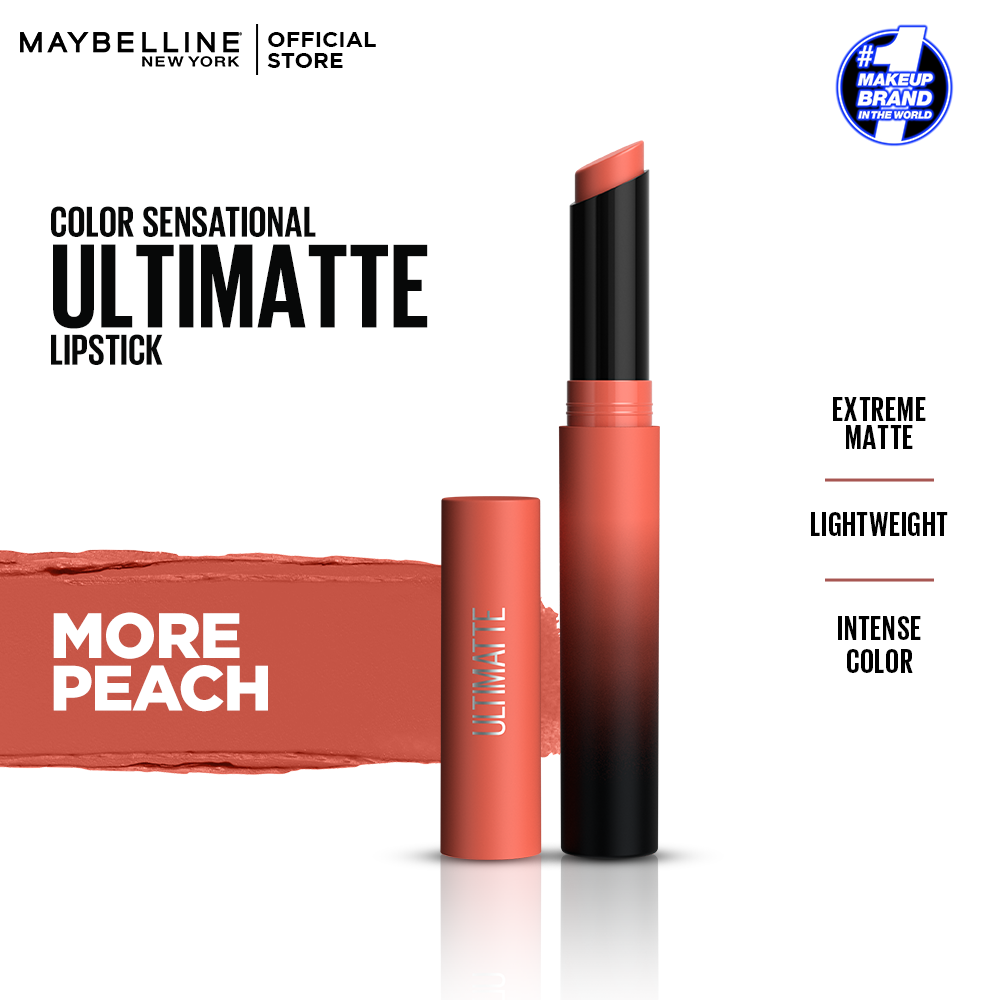 MAYBELLINE
NEW YORK
OFFICIAL
STORE
#1
MAKEUP
BRAND
IN THE WORLD
COLOR SENSATIONAL
ULTIMATTE
LIPSTICK
EXTREME
MATTE
LIGHTWEIGHT
INTENSE
COLOR
MORE
PEACH
ULTIMATTE